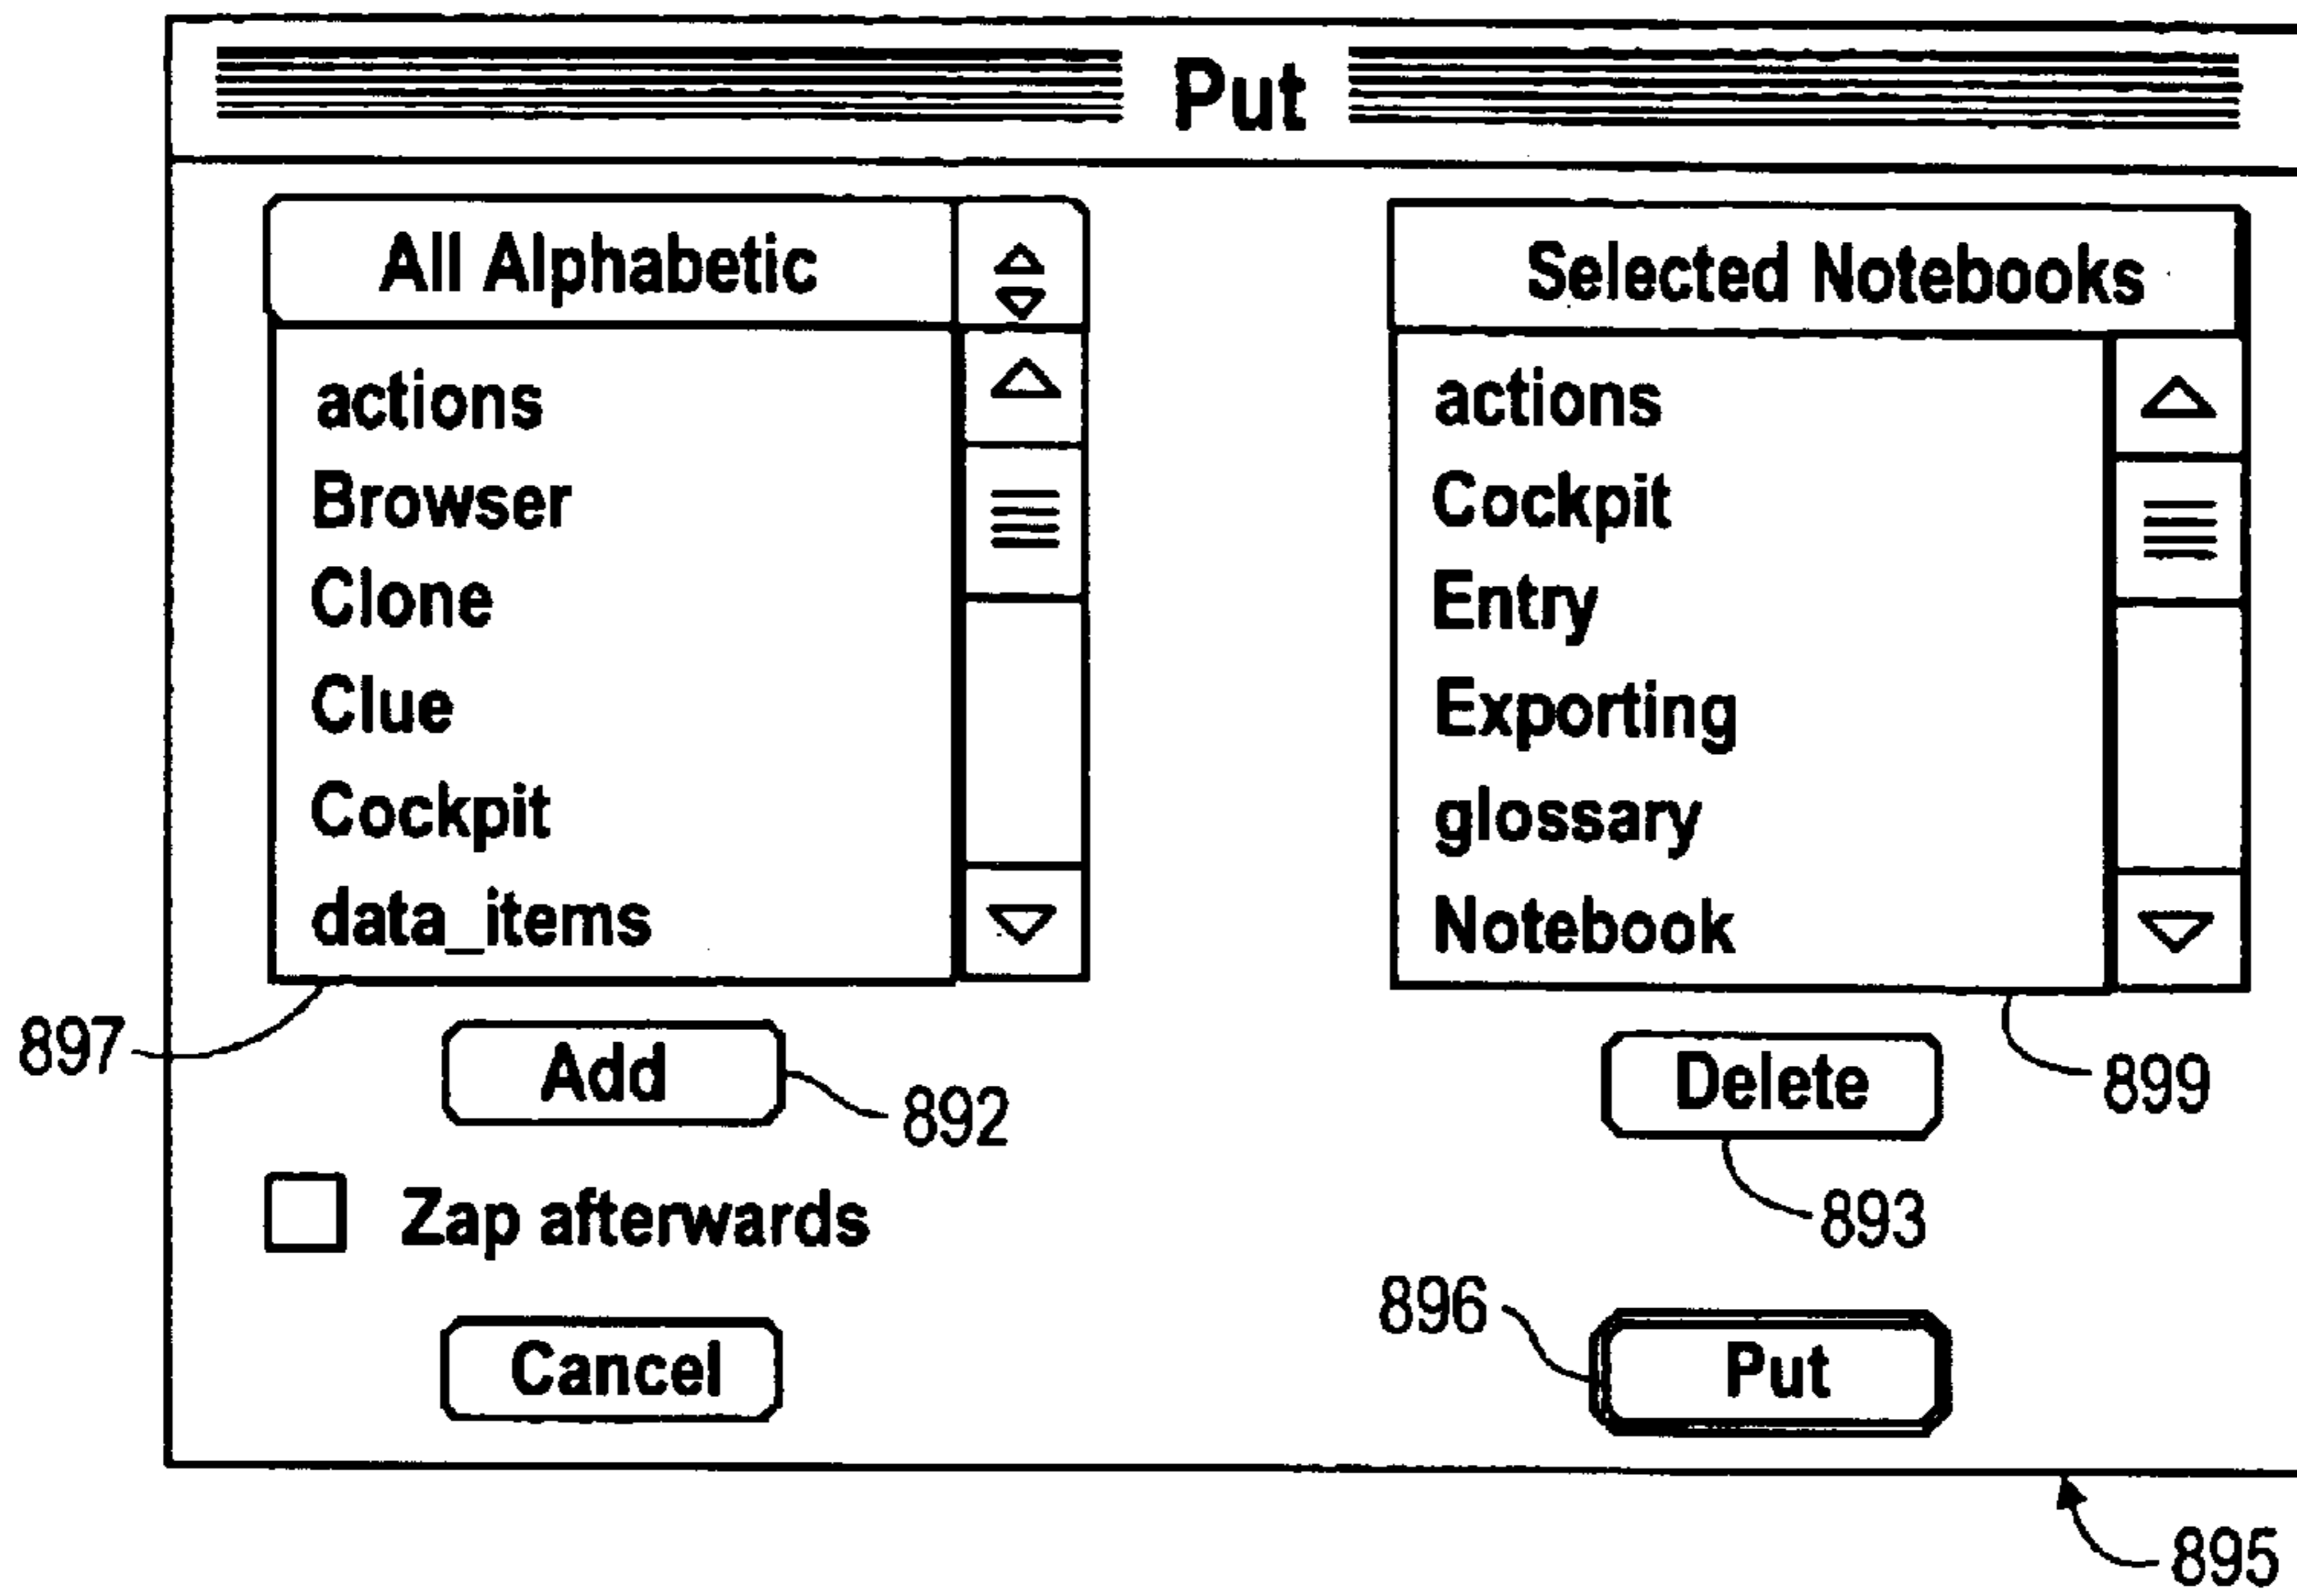 Put
All Alphabetic
actions
Browser
Clone
Clue
Cockpit
data_items
Selected Notebooks
actions
Cockpit
Entry
Exporting
glossary
Notebook
897
Add
892
Delete
899
893
Zap afterwards
896
Cancel
Put
895